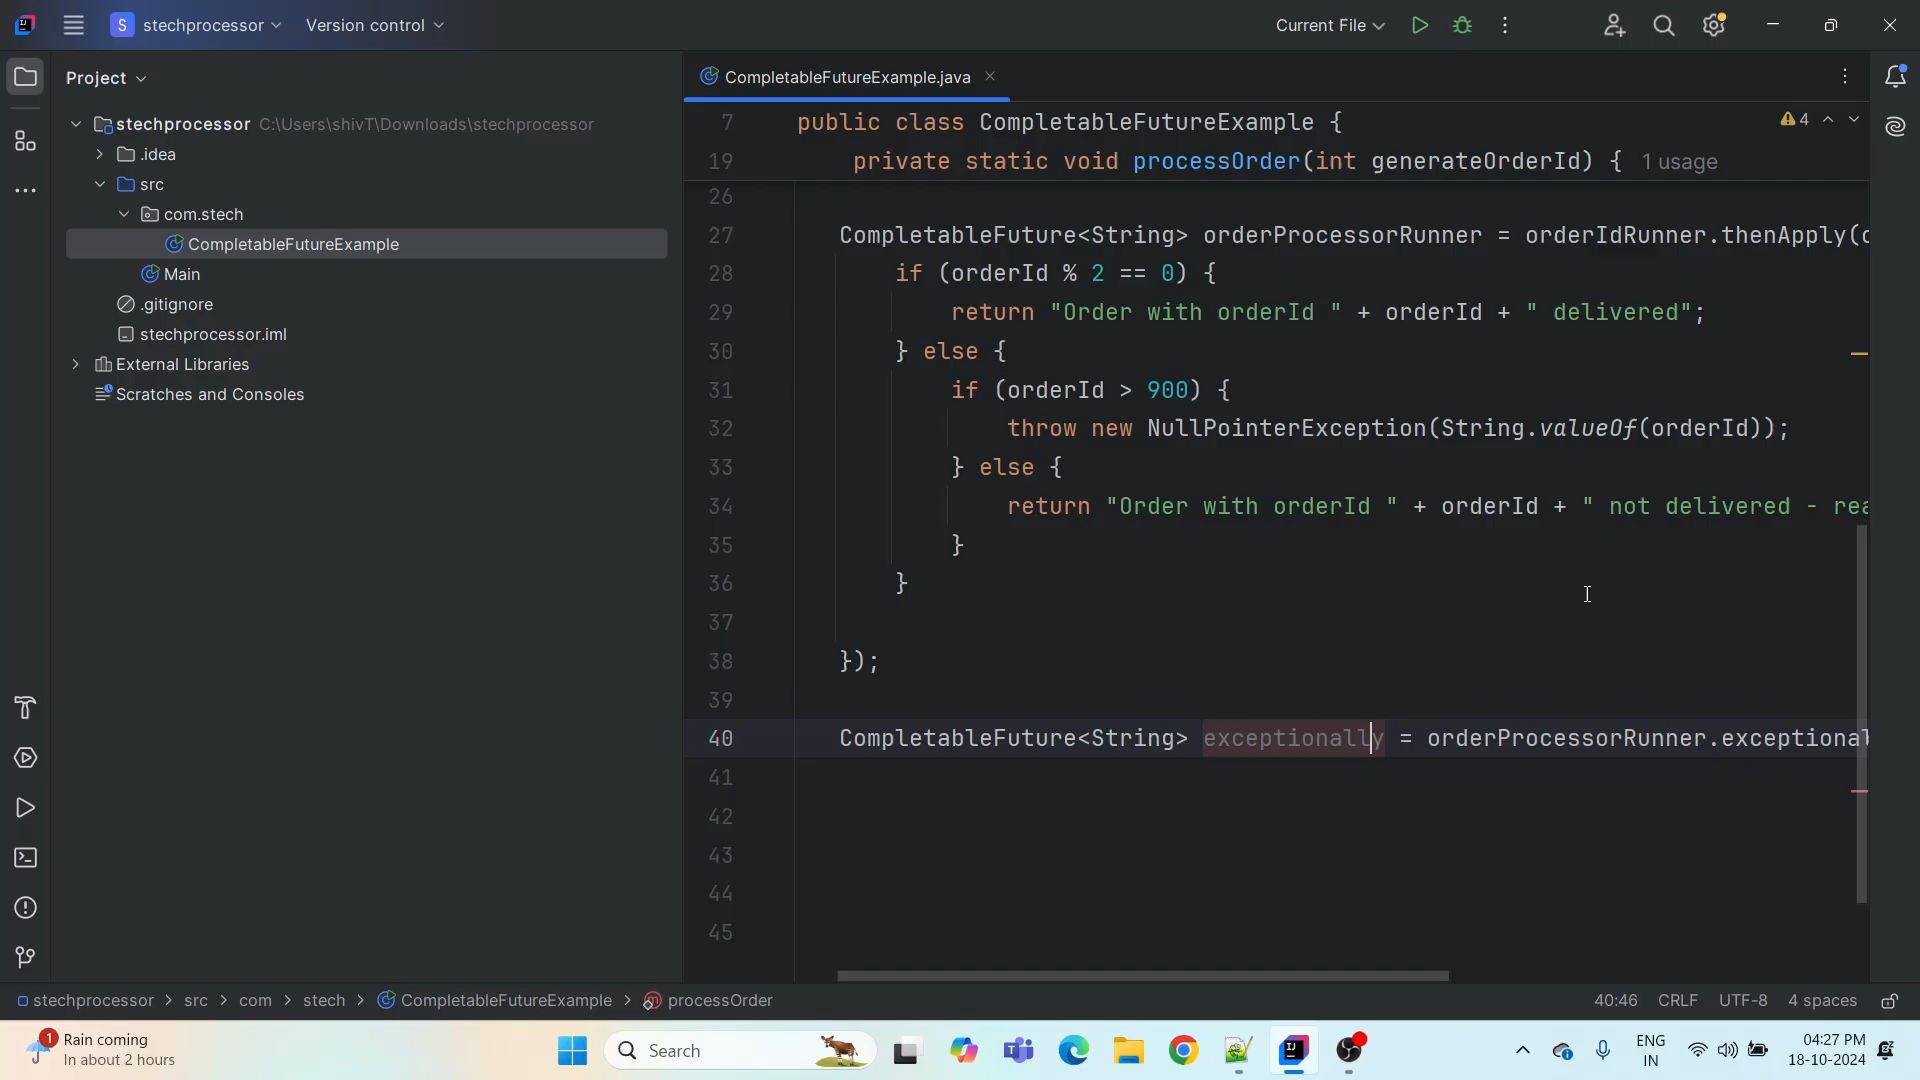 S stechprocessor Version control Current File
Project
CompletableFutureExample.java
stechprocessor C:\Users\shivT\Downloads\stechprocessor
.idea
src
com.stech
CompletableFutureExample
Main
.gitignore
stechprocessor.iml
External Libraries
Scratches and Consoles
4
7 public class CompletableFutureExample {
19 private static void processOrder(int generateOrderId) { 1 usage
26
27 CompletableFuture<String> orderProcessorRunner = orderIdRunner.thenApply(
28 if (orderId % 2 == 0) {
29 return "Order with orderId " + orderId + " delivered";
30 } else {
31 if (orderId > 900) {
32 throw new NullPointerException(String.valueOf(orderId));
33 } else {
34 return "Order with orderId " + orderId + " not delivered - rea
35 }
36 }
37
38 });
39
40 CompletableFuture<String> exceptionally = orderProcessorRunner.exceptional
41
42
43
44
45
stechprocessor > src > com > stech > CompletableFutureExample > processOrder 40:46 CRLF UTF-8 4 spaces
1 Rain coming
In about 2 hours
Search
ENG
IN
04:27 PM
18-10-2024